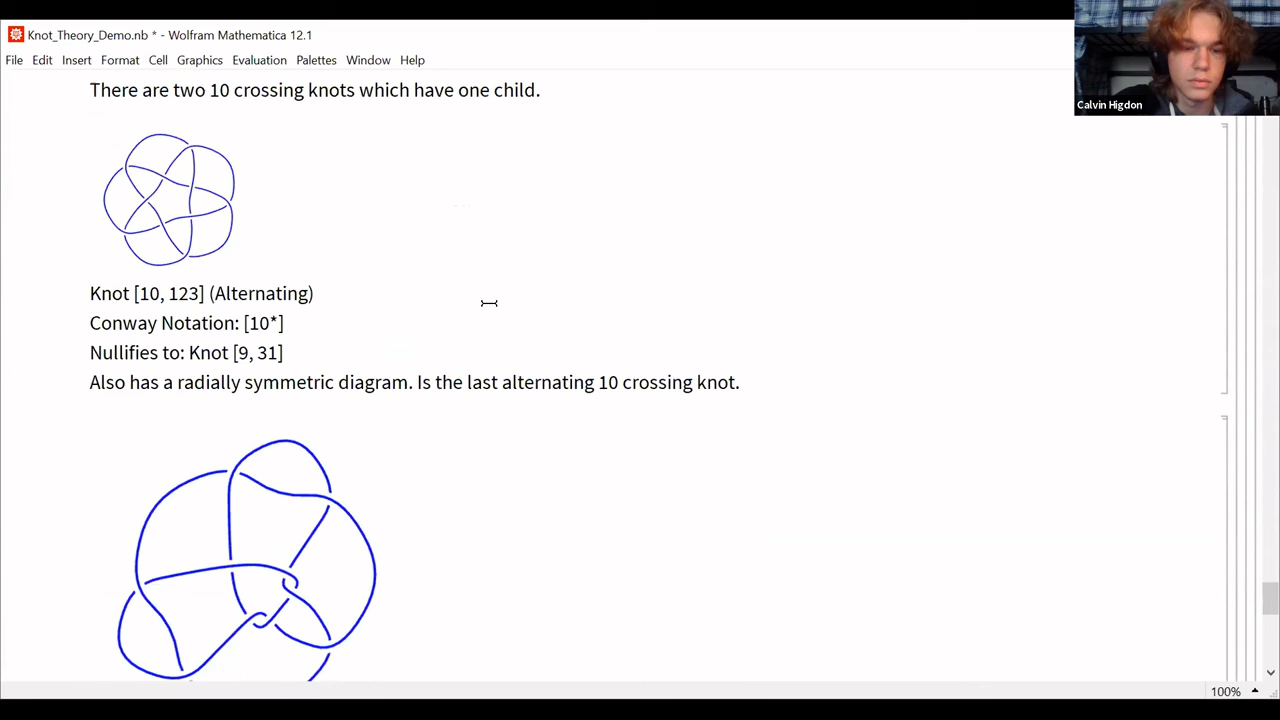 Knot_Theory_Demo.nb * - Wolfram Mathematica 12.1
File Edit Insert Format Cell Graphics Evaluation Palettes Window Help
Calvin Higdon
There are two 10 crossing knots which have one child.
Knot [10, 123] (Alternating)
Conway Notation: [10*]
Nullifies to: Knot [9, 31]
Also has a radially symmetric diagram. Is the last alternating 10 crossing knot.
100%